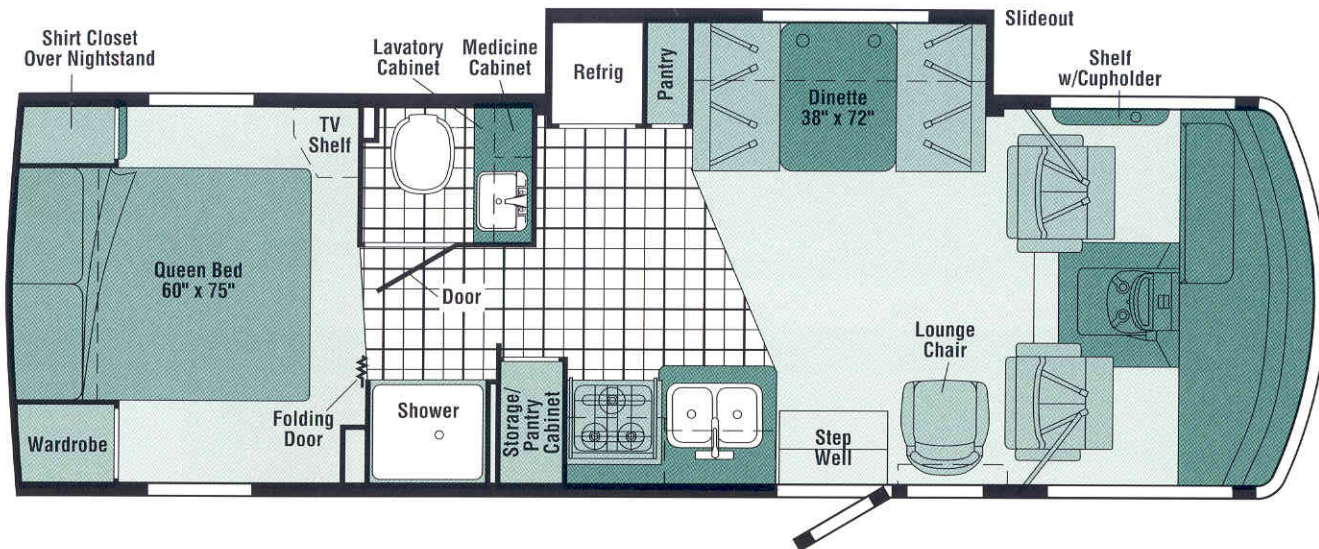 Slideout
Shirt Closet
Over Nightstand
Lavatory
Cabinet
Medicine
Cabinet
Refrig
Pantry
Dinette
38" x 72"
Shelf
w/Cupholder
TV
Shelf
Queen Bed
60" x 75"
Door
Lounge
Chair
Folding
Door
Shower
Storage/
Pantry
Cabinet
Step
Well
Wardrobe